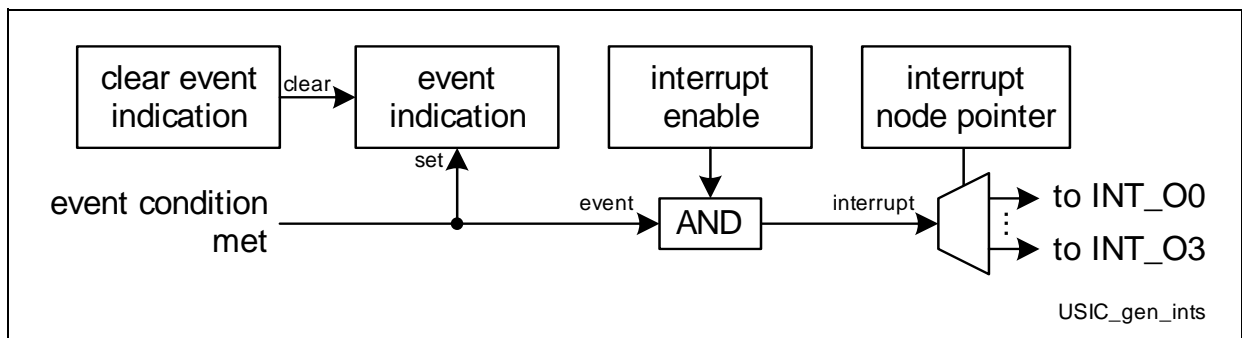 clear event
indication
clear
event
indication
interrupt
enable
interrupt
node pointer
set
event condition
met
event
AND
interrupt
to INT_O0
to INT_O3
USIC_gen_ints